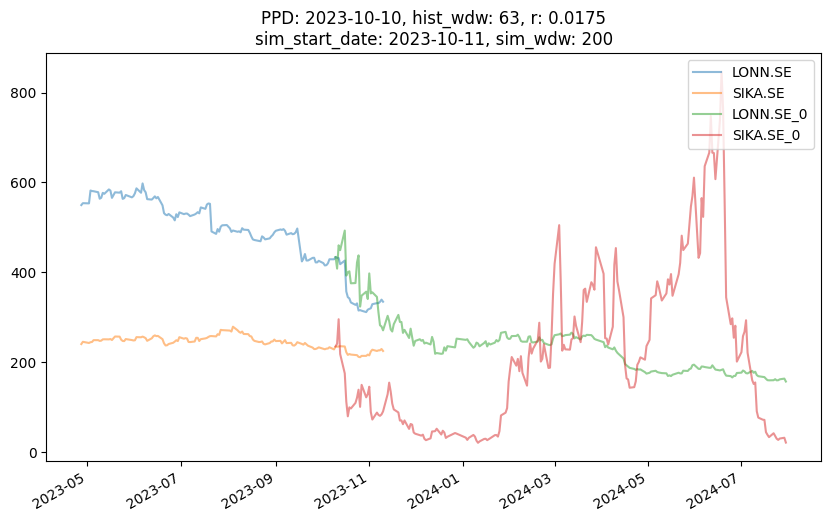 PPD: 2023-10-10, hist_wdw: 63, r: 0.0175
sim_start_date: 2023-10-11, sim_wdw: 200
LONN.SE
SIKA.SE
LONN.SE_0
SIKA.SE_0
800
600
400
200
0
2023-05
2023-07
2023-09
2023-11
2024-01
2024-03
2024-05
2024-07